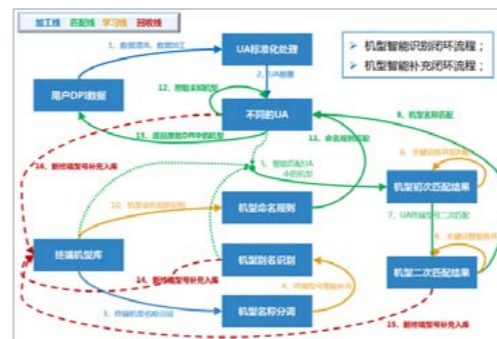 加工线 匹配线 学习线 回收线
机型智能识别闭环流程；
机型智能补充闭环流程；
1、数据清洗，数据加工
UA标准化处理
2、UA
用户DPI数据
12、挖掘未知机型
不同的UA
13、返回原始DPI中的机型
11、命名规则匹配
机型名称匹配
14、新终端型号补充入库
5、智能匹配UA
中的机型
机型初次匹配结果
10、机型命名规则识别
机型命名规则
7、UA终端型号二次匹配
终端机型库
机型别名识别
14、新终端型号补充入库
机型二次匹配结果
3、终端机型名称分词
机型名称分词
15、新终端型号补充入库